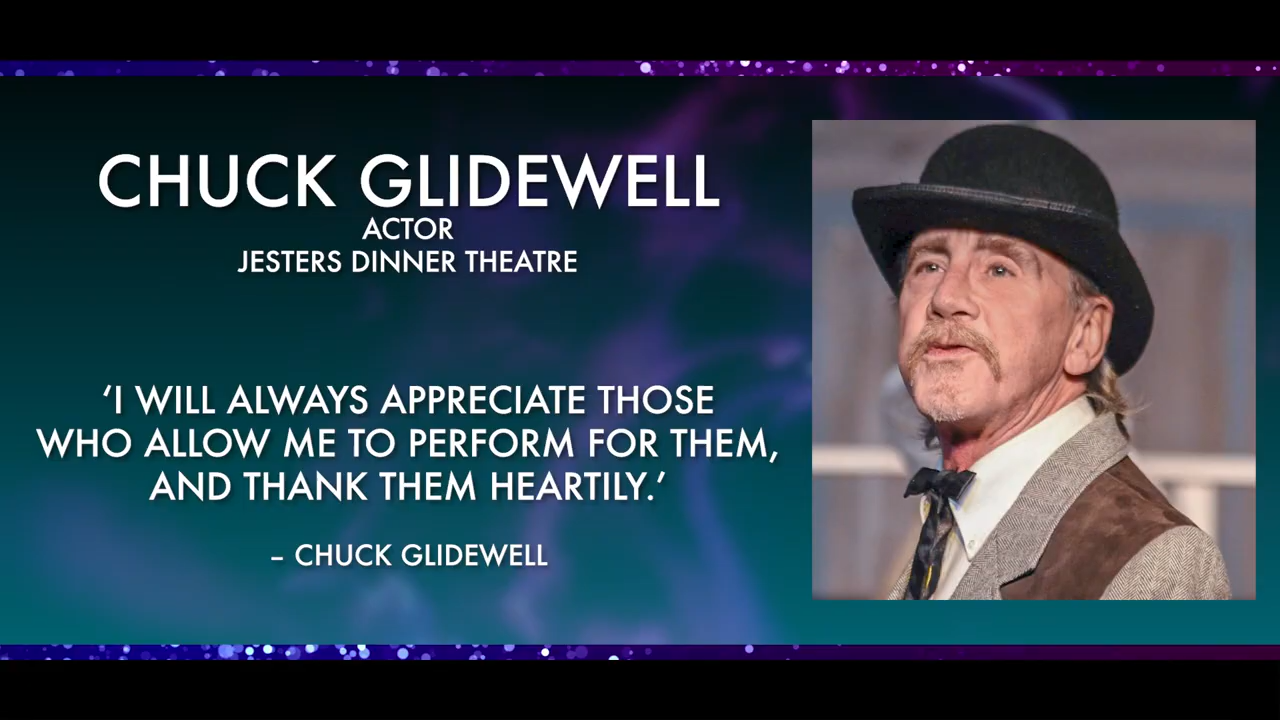 CHUCK GLIDEWELL
ACTOR
JESTERS DINNER THEATRE
‘I WILL ALWAYS APPRECIATE THOSE
WHO ALLOW ME TO PERFORM FOR THEM,
AND THANK THEM HEARTILY.’
– CHUCK GLIDEWELL